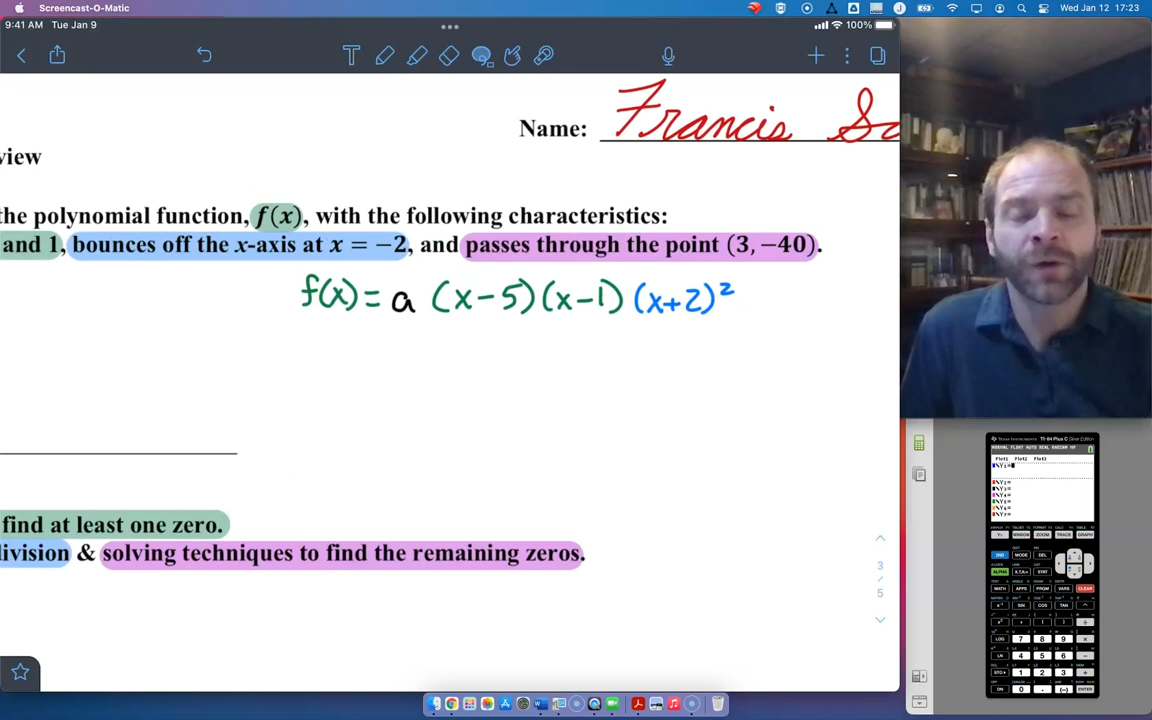 Screencast-O-Matic
Wed Jan 12 17:23
9:41 AM Tue Jan 9
100%
Name: Francis
view
the polynomial function, f(x), with the following characteristics:
and 1, bounces off the x-axis at x = −2, and passes through the point (3, −40).
f(x) = a (x−5)(x−1)(x+2)²
find at least one zero.
division & solving techniques to find the remaining zeros.
3
/
5